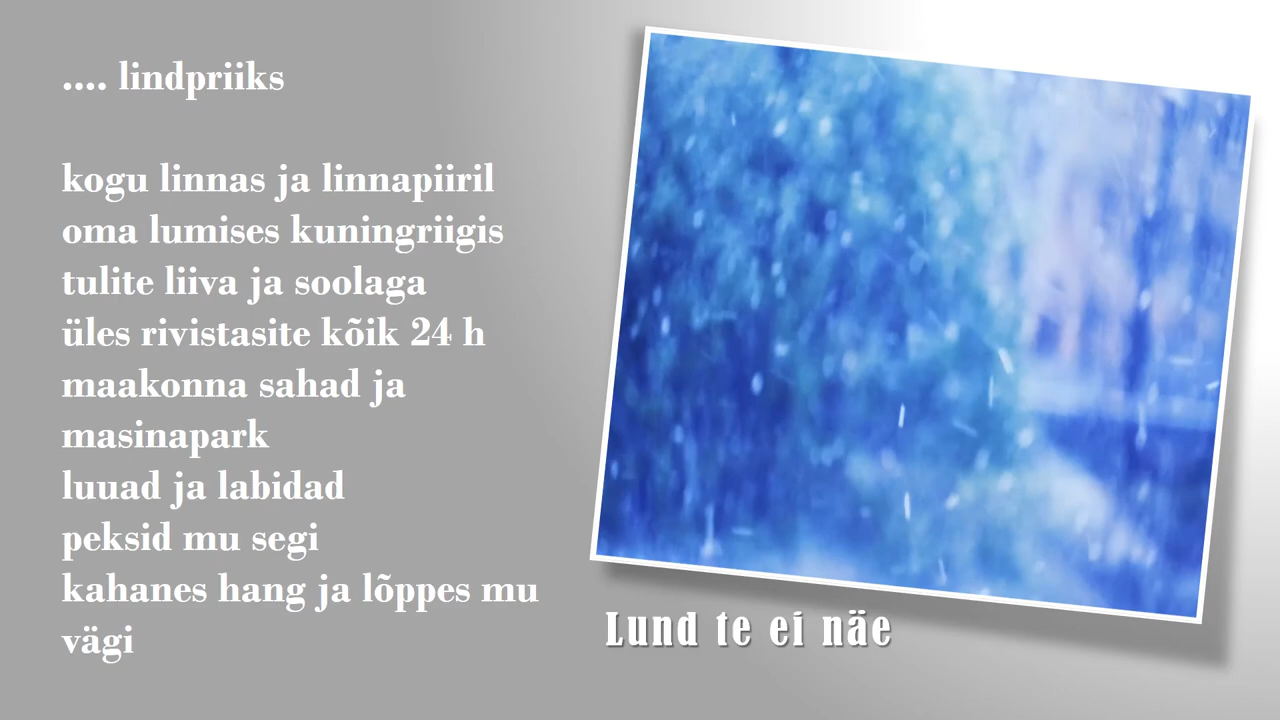 .... lindpriiks
kogu linnas ja linnapiiril
oma lumises kuningriigis
tulite liiva ja soolaga
üles rivistasite kõik 24 h
maakonna sahad ja
masinapark
luuad ja labidad
peksid mu segi
kahanes hang ja lõppes mu
vägi
Lund te ei näe